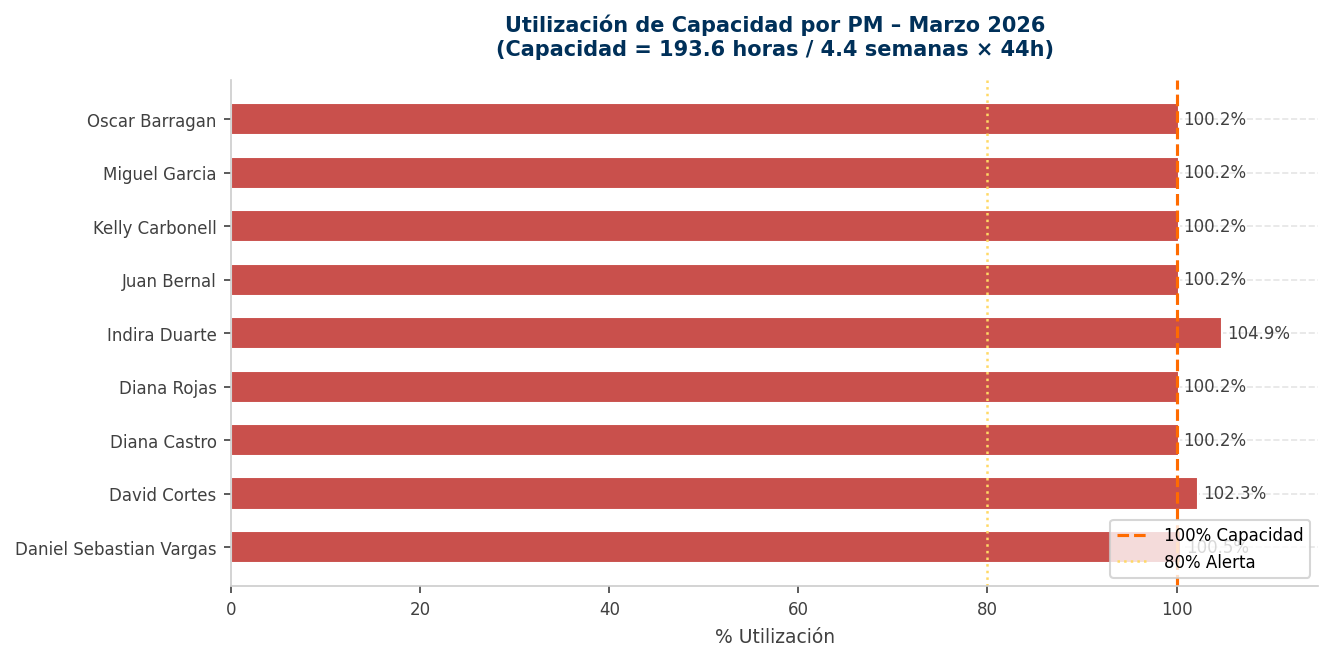 Utilización de Capacidad por PM – Marzo 2026
(Capacidad = 193.6 horas / 4.4 semanas × 44h)
Oscar Barragan 100.2%
Miguel Garcia 100.2%
Kelly Carbonell 100.2%
Juan Bernal 100.2%
Indira Duarte 104.9%
Diana Rojas 100.2%
Diana Castro 100.2%
David Cortes 102.3%
Daniel Sebastian Vargas 100.5%
100% Capacidad
80% Alerta
0 20 40 60 80 100
% Utilización